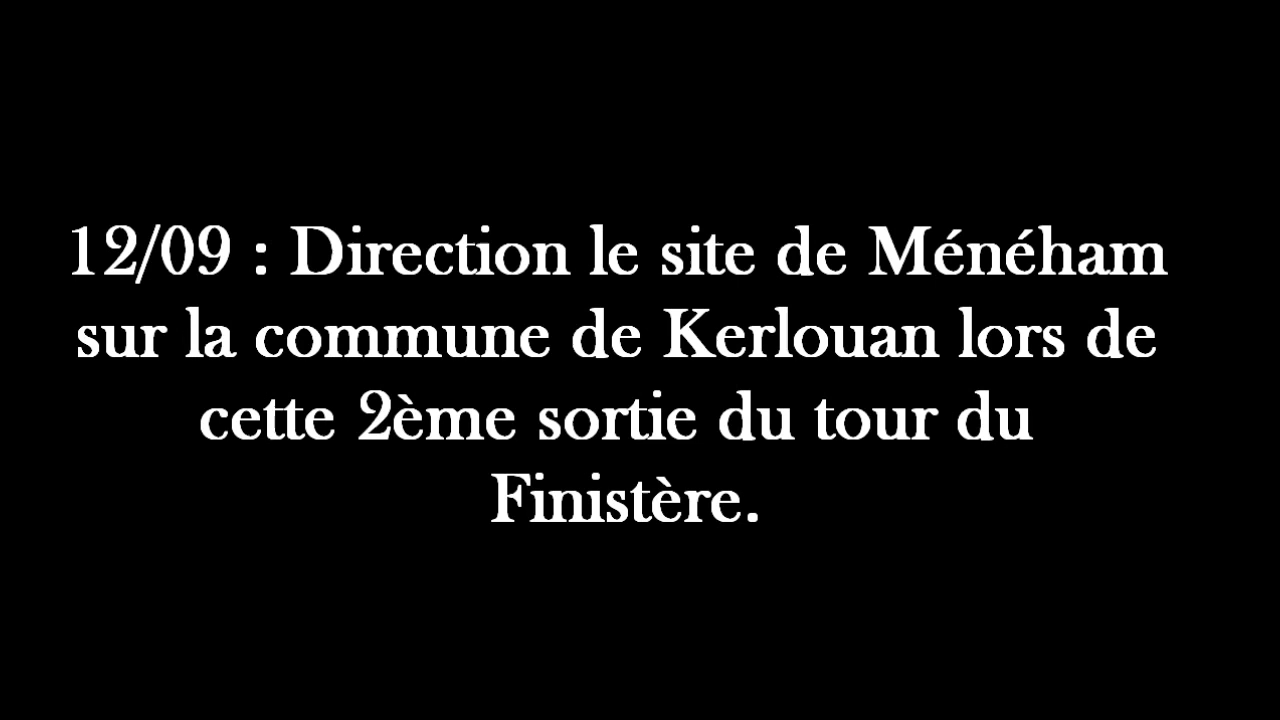 12/09 : Direction le site de Ménéham
sur la commune de Kerlouan lors de
cette 2ème sortie du tour du
Finistère.